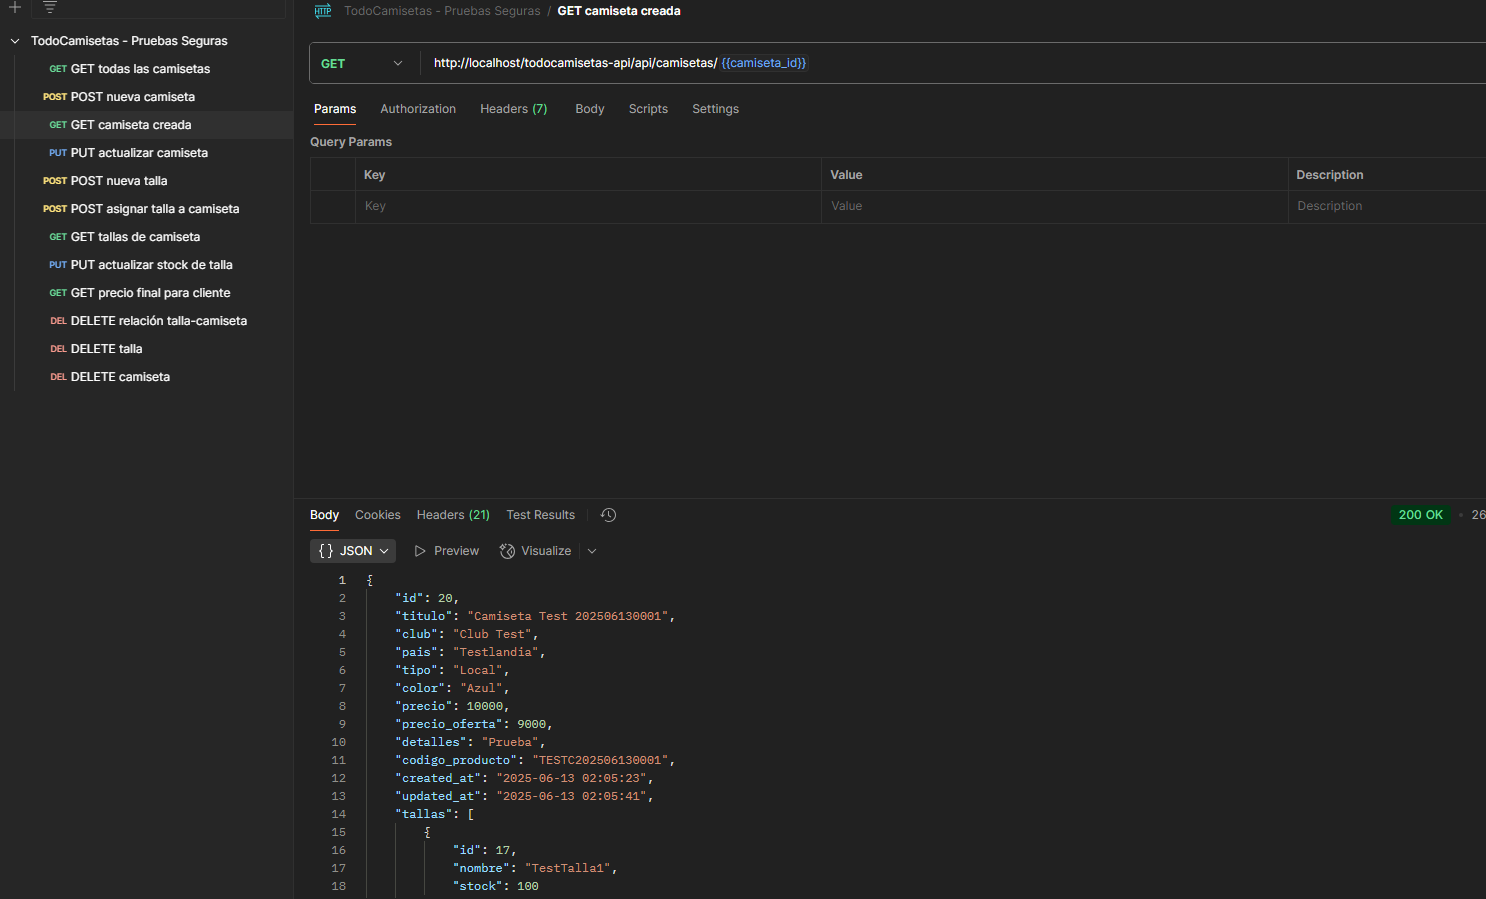 TodoCamisetas - Pruebas Seguras
GET GET todas las camisetas
POST POST nueva camiseta
GET GET camiseta creada
PUT PUT actualizar camiseta
POST POST nueva talla
POST POST asignar talla a camiseta
GET GET tallas de camiseta
PUT PUT actualizar stock de talla
GET GET precio final para cliente
DEL DELETE relación talla-camiseta
DEL DELETE talla
DEL DELETE camiseta
HTTP TodoCamisetas - Pruebas Seguras / GET camiseta creada
GET http://localhost/todocamisetas-api/api/camisetas/ {{camiseta_id}}
Params Authorization Headers (7) Body Scripts Settings
Query Params
Key Value Description
Key Value Description
Body Cookies Headers (21) Test Results 200 OK • 26
{} JSON Preview Visualize
1 {
2 "id": 20,
3 "titulo": "Camiseta Test 202506130001",
4 "club": "Club Test",
5 "pais": "Testlandia",
6 "tipo": "Local",
7 "color": "Azul",
8 "precio": 10000,
9 "precio_oferta": 9000,
10 "detalles": "Prueba",
11 "codigo_producto": "TESTC202506130001",
12 "created_at": "2025-06-13 02:05:23",
13 "updated_at": "2025-06-13 02:05:41",
14 "tallas": [
15 {
16 "id": 17,
17 "nombre": "TestTalla1",
18 "stock": 100